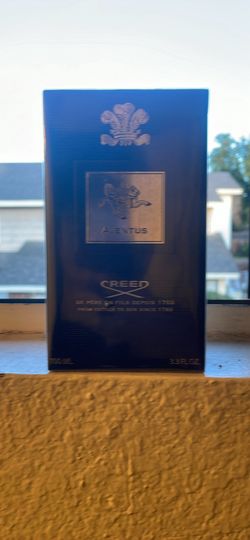 AVENTUS
CREED
DE PÈRE EN FILS DEPUIS 1760
FROM FATHER TO SON SINCE 1760
100 ML.
3.3 FL.OZ.